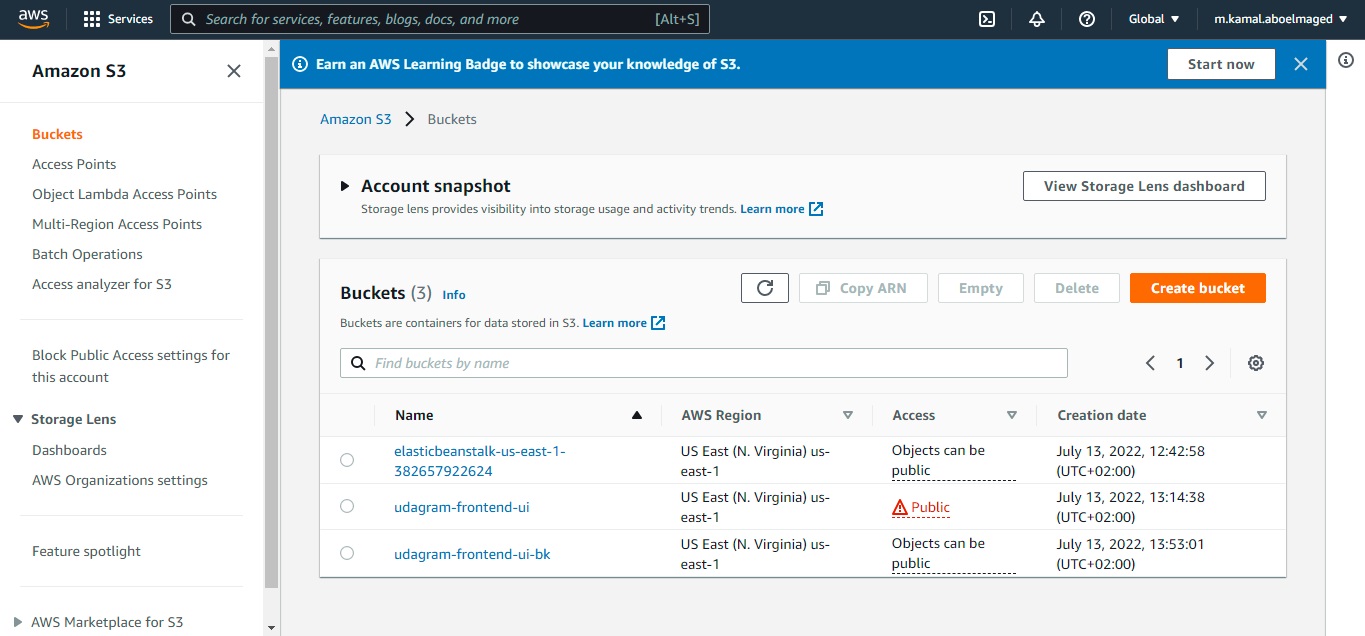 aws
Services
Search for services, features, blogs, docs, and more
[Alt+S]
Global
m.kamal.aboelmaged
Amazon S3
Buckets
Access Points
Object Lambda Access Points
Multi-Region Access Points
Batch Operations
Access analyzer for S3
Block Public Access settings for
this account
Storage Lens
Dashboards
AWS Organizations settings
Feature spotlight
AWS Marketplace for S3
Earn an AWS Learning Badge to showcase your knowledge of S3.
Start now
Amazon S3
Buckets
Account snapshot
View Storage Lens dashboard
Storage lens provides visibility into storage usage and activity trends. Learn more
Buckets (3) Info
Copy ARN
Empty
Delete
Create bucket
Buckets are containers for data stored in S3. Learn more
Find buckets by name
1
Name
AWS Region
Access
Creation date
elasticbeanstalk-us-east-1-
382657922624
US East (N. Virginia) us-
east-1
Objects can be
public
July 13, 2022, 12:42:58
(UTC+02:00)
udagram-frontend-ui
US East (N. Virginia) us-
east-1
Public
July 13, 2022, 13:14:38
(UTC+02:00)
udagram-frontend-ui-bk
US East (N. Virginia) us-
east-1
Objects can be
public
July 13, 2022, 13:53:01
(UTC+02:00)